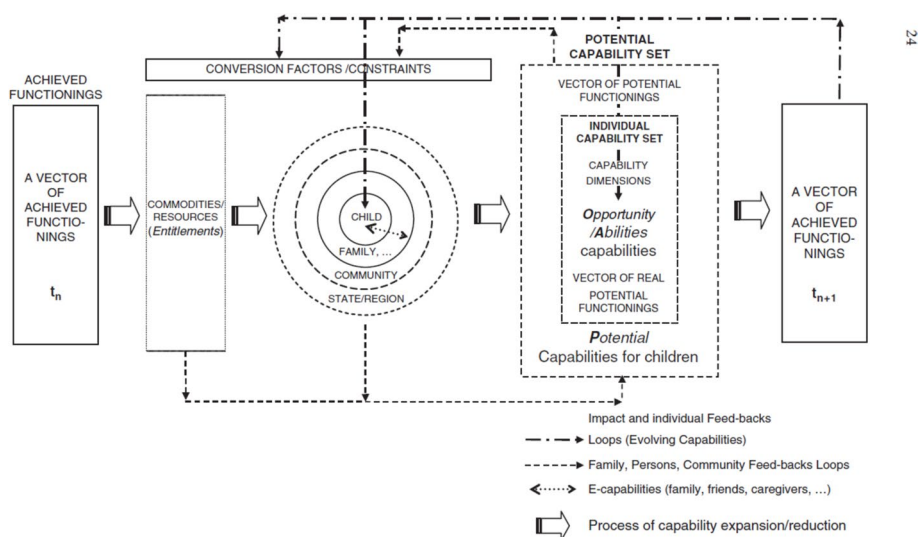 24
POTENTIAL
CAPABILITY SET
CONVERSION FACTORS /CONSTRAINTS
ACHIEVED
FUNCTIONINGS
A VECTOR
OF
ACHIEVED
FUNCTIO-
NINGS
tn
COMMODITIES/
RESOURCES
(Entitlements)
CHILD
FAMILY, ...
COMMUNITY
STATE/REGION
VECTOR OF POTENTIAL
FUNCTIONINGS
INDIVIDUAL
CAPABILITY SET
CAPABILITY
DIMENSIONS
Opportunity
/Abilities
capabilities
VECTOR OF REAL
POTENTIAL
FUNCTIONINGS
Potential
Capabilities for children
A VECTOR
OF
ACHIEVED
FUNCTIO-
NINGS
tn+1
Impact and individual Feed-backs
Loops (Evolving Capabilities)
Family, Persons, Community Feed-backs Loops
E-capabilities (family, friends, caregivers, ...)
Process of capability expansion/reduction